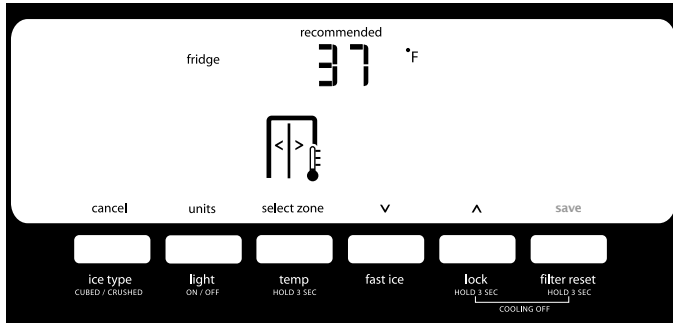 recommended
fridge 37 °F
< >
cancel units select zone ∨ ∧ save
ice type light temp fast ice lock filter reset
CUBED / CRUSHED ON / OFF HOLD 3 SEC HOLD 3 SEC HOLD 3 SEC
COOLING OFF